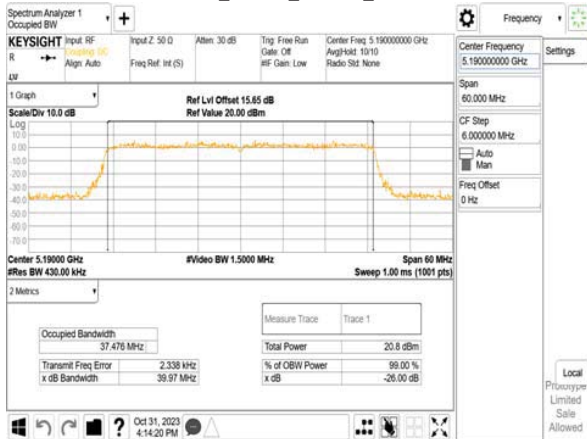 Spectrum Analyzer 1
Occupied BW
Frequency
KEYSIGHT Input: RF Input Z: 50 Ω Atten: 30 dB Trig: Free Run Center Freq: 5.190000000 GHz
R Coupling: DC Gate: Off Avg|Hold: 10/10
Align: Auto Freq Ref: Int (S) #IF Gain: Low Radio Std: None
LV
Center Frequency
5.190000000 GHz
Settings
Span
60.000 MHz
CF Step
6.000000 MHz
Auto
Man
Freq Offset
0 Hz
1 Graph
Ref Lvl Offset 15.65 dB
Scale/Div 10.0 dB Ref Value 20.00 dBm
Log
10.0
0.00
-10.0
-20.0
-30.0
-40.0
-50.0
-60.0
-70.0
Center 5.19000 GHz #Video BW 1.5000 MHz Span 60 MHz
#Res BW 430.00 kHz Sweep 1.00 ms (1001 pts)
2 Metrics
Measure Trace Trace 1
Occupied Bandwidth
37.476 MHz
Total Power 20.8 dBm
Transmit Freq Error 2.338 kHz % of OBW Power 99.00 %
x dB Bandwidth 39.97 MHz x dB -26.00 dB
Local
Prototype
Limited
Sale
Allowed
? Oct 31, 2023
4:14:20 PM